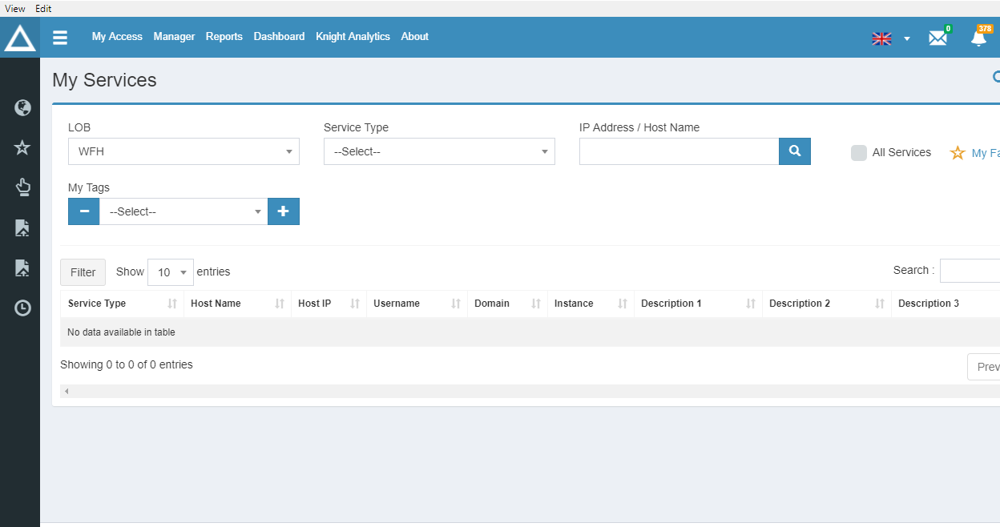 View Edit
My Access Manager Reports Dashboard Knight Analytics About 0 378
My Services
LOB Service Type IP Address / Host Name
WFH --Select-- All Services My Fa
My Tags
--Select--
Filter Show 10 entries Search :
Service Type Host Name Host IP Username Domain Instance Description 1 Description 2 Description 3
No data available in table
Showing 0 to 0 of 0 entries Prev